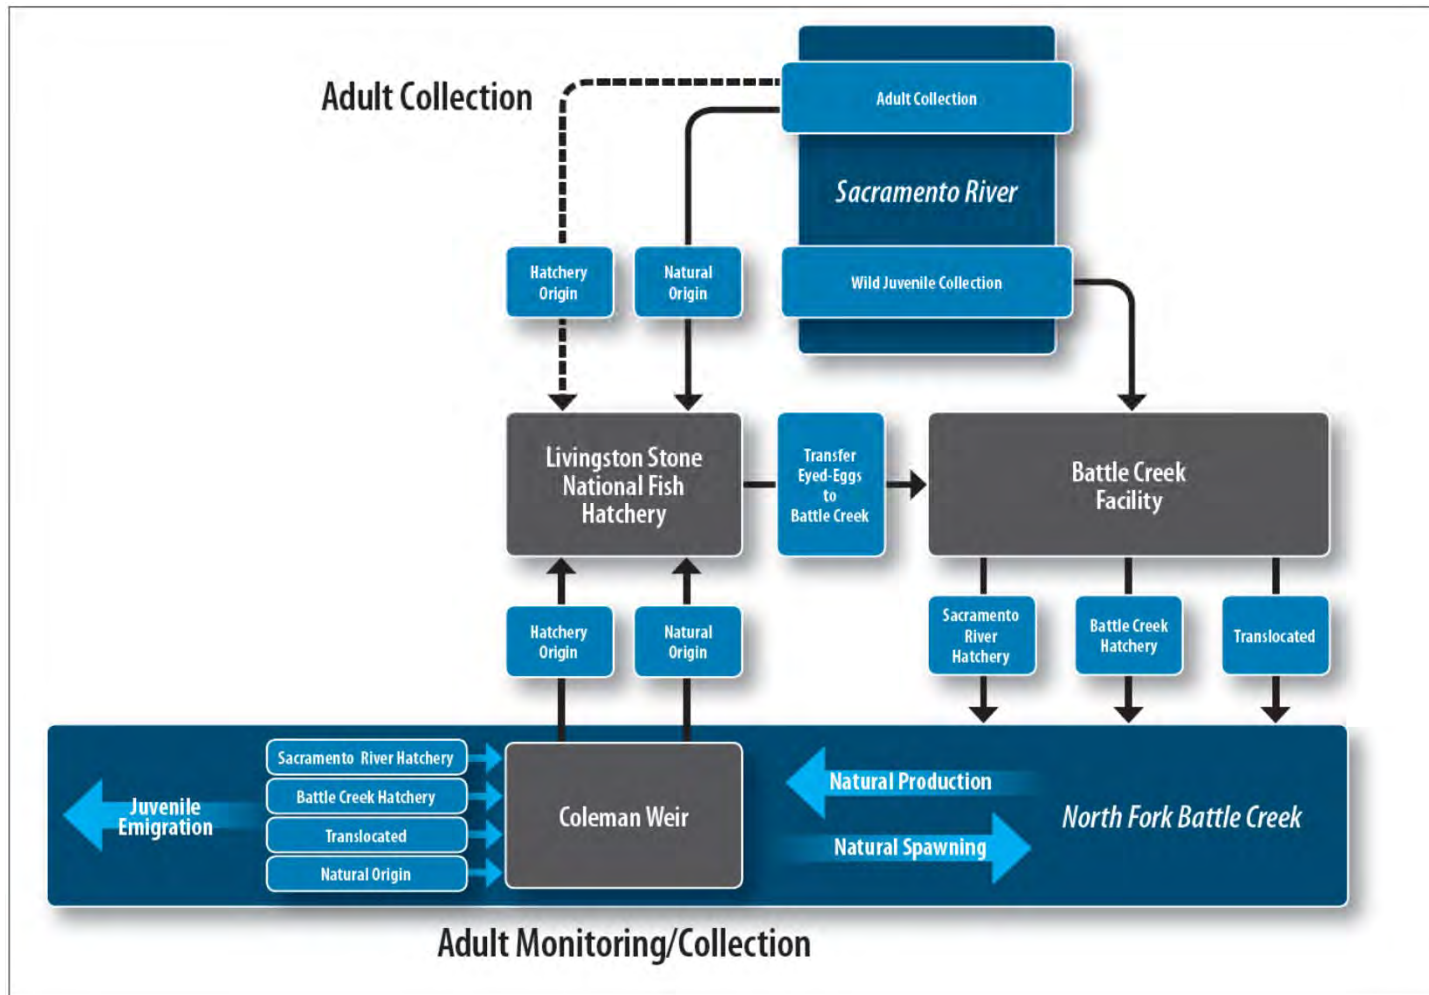 Adult Collection
Adult Collection
Sacramento River
Hatchery
Origin
Natural
Origin
Wild Juvenile Collection
Livingston Stone
National Fish
Hatchery
Transfer
Eyed-Eggs
to
Battle Creek
Battle Creek
Facility
Hatchery
Origin
Natural
Origin
Sacramento
River
Hatchery
Battle Creek
Hatchery
Translocated
Juvenile
Emigration
Sacramento River Hatchery
Battle Creek Hatchery
Translocated
Natural Origin
Coleman Weir
Natural Production
Natural Spawning
North Fork Battle Creek
Adult Monitoring/Collection